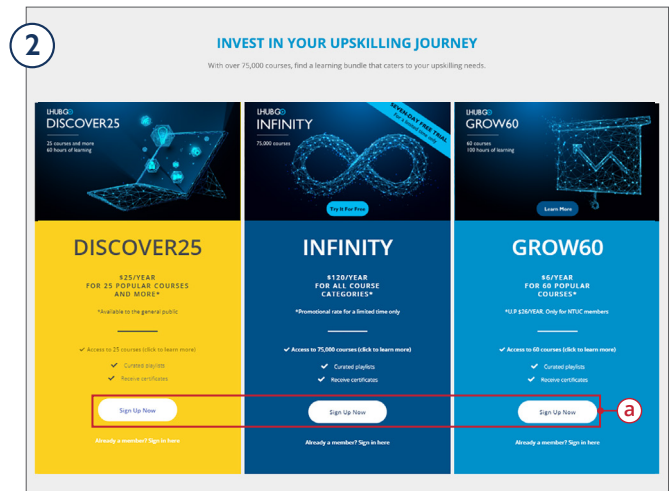 2
INVEST IN YOUR UPSKILLING JOURNEY
With over 75,000 courses, find a learning bundle that caters to your upskilling needs.
LHUBGO
DISCOVER25
25 courses and more
60 hours of learning
LHUBGO
INFINITY
75,000 courses
SEVEN-DAY FREE TRIAL
For a limited time only
Try It For Free
LHUBGO
GROW60
60 courses
100 hours of learning
Learn More
DISCOVER25
$25/YEAR
FOR 25 POPULAR COURSES
AND MORE*
*Available to the general public
✓ Access to 25 courses (click to learn more)
✓ Curated playlists
✓ Receive certificates
Sign Up Now
Already a member? Sign in here
INFINITY
$120/YEAR
FOR ALL COURSE
CATEGORIES*
*Promotional rate for a limited time only
✓ Access to 75,000 courses (click to learn more)
✓ Curated playlists
✓ Receive certificates
Sign Up Now
Already a member? Sign in here
GROW60
$6/YEAR
FOR 60 POPULAR
COURSES*
*U.P $26/YEAR. Only for NTUC members
✓ Access to 60 courses (click to learn more)
✓ Curated playlists
✓ Receive certificates
Sign Up Now
Already a member? Sign in here
a